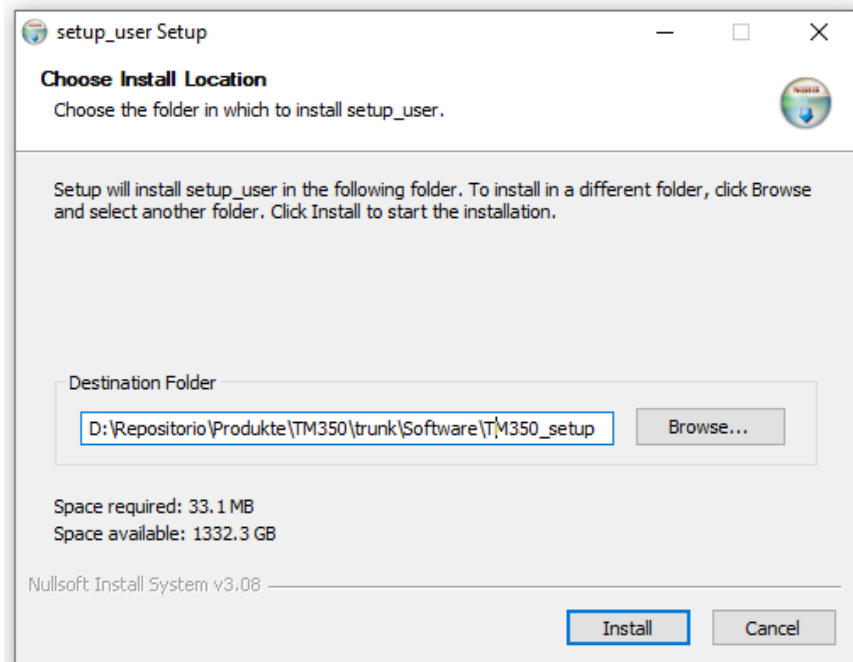 setup_user Setup
Choose Install Location
Choose the folder in which to install setup_user.
Setup will install setup_user in the following folder. To install in a different folder, click Browse
and select another folder. Click Install to start the installation.
Destination Folder
D:\Repositorio\Produkte\TM350\trunk\Software\TM350_setup
Browse...
Space required: 33.1 MB
Space available: 1332.3 GB
Nullsoft Install System v3.08
Install
Cancel